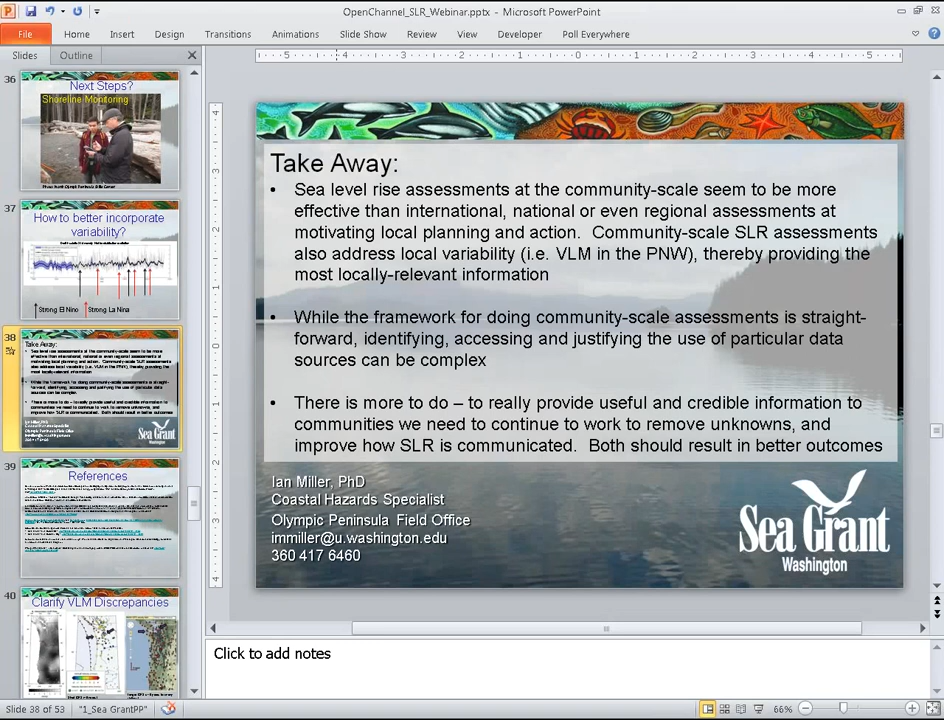 OpenChannel_SLR_Webinar.pptx - Microsoft PowerPoint
File Home Insert Design Transitions Animations Slide Show Review View Developer Poll Everywhere
Slides Outline
36
Next Steps?
Shoreline Monitoring
37
How to better incorporate
variability?
Strong El Nino Strong La Nina
38
Take Away:
39
References
40
Clarify VLM Discrepancies
Take Away:
• Sea level rise assessments at the community-scale seem to be more
effective than international, national or even regional assessments at
motivating local planning and action. Community-scale SLR assessments
also address local variability (i.e. VLM in the PNW), thereby providing the
most locally-relevant information
• While the framework for doing community-scale assessments is straight-
forward, identifying, accessing and justifying the use of particular data
sources can be complex
• There is more to do – to really provide useful and credible information to
communities we need to continue to work to remove unknowns, and
improve how SLR is communicated. Both should result in better outcomes
Ian Miller, PhD
Coastal Hazards Specialist
Olympic Peninsula Field Office
immiller@u.washington.edu
360 417 6460
Sea Grant
Washington
Click to add notes
Slide 38 of 53 "1_Sea GrantPP" 66%